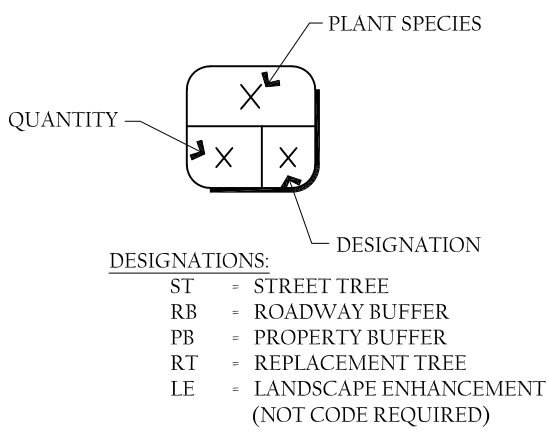 PLANT SPECIES
X
QUANTITY
X X
DESIGNATION
DESIGNATIONS:
ST = STREET TREE
RB = ROADWAY BUFFER
PB = PROPERTY BUFFER
RT = REPLACEMENT TREE
LE = LANDSCAPE ENHANCEMENT
(NOT CODE REQUIRED)